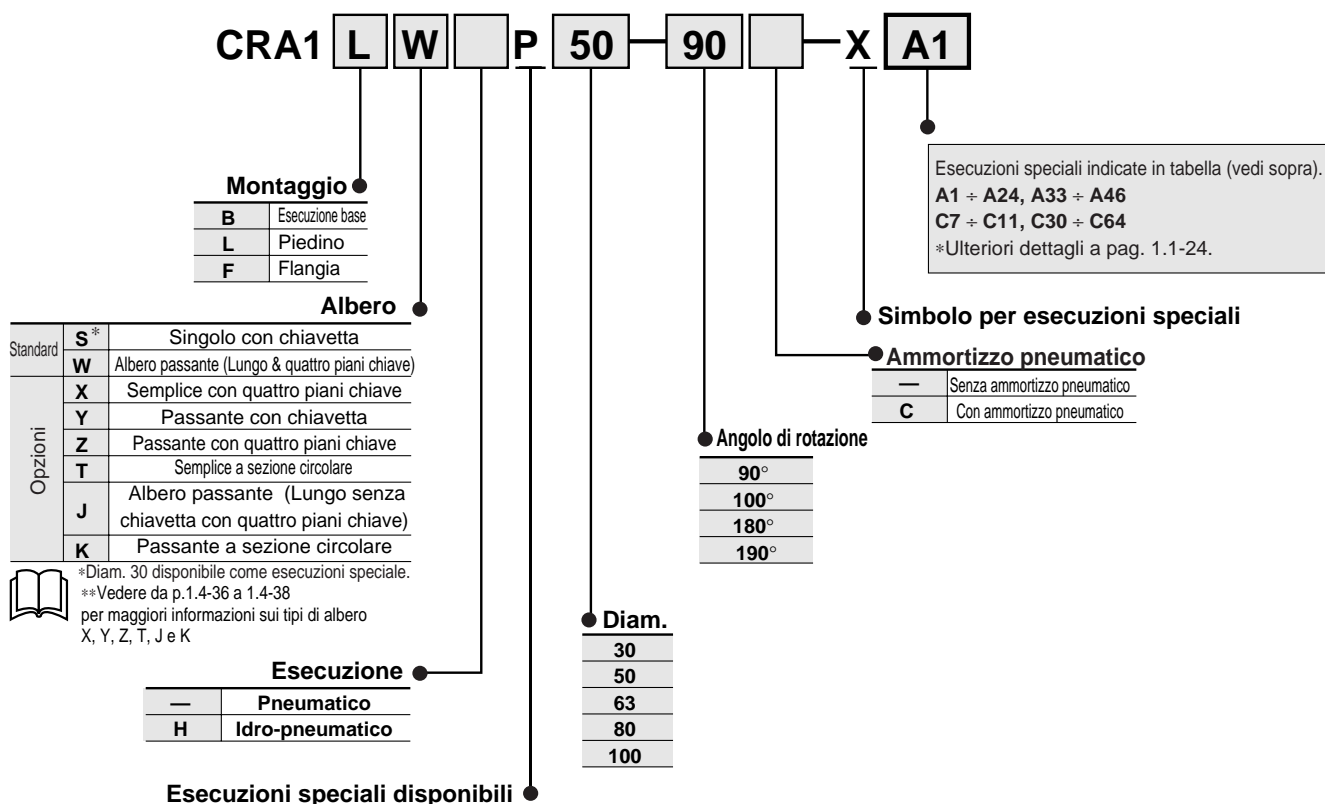 CRA1 L W P 50 — 90 — X A1
Esecuzioni speciali indicate in tabella (vedi sopra).
A1 ÷ A24, A33 ÷ A46
C7 ÷ C11, C30 ÷ C64
*Ulteriori dettagli a pag. 1.1-24.
Montaggio
B Esecuzione base
L Piedino
F Flangia
Albero
Standard
S* Singolo con chiavetta
W Albero passante (Lungo & quattro piani chiave)
Opzioni
X Semplice con quattro piani chiave
Y Passante con chiavetta
Z Passante con quattro piani chiave
T Semplice a sezione circolare
J Albero passante (Lungo senza
chiavetta con quattro piani chiave)
K Passante a sezione circolare
*Diam. 30 disponibile come esecuzioni speciale.
**Vedere da p.1.4-36 a 1.4-38
per maggiori informazioni sui tipi di albero
X, Y, Z, T, J e K
Simbolo per esecuzioni speciali
Ammortizzo pneumatico
— Senza ammortizzo pneumatico
C Con ammortizzo pneumatico
Angolo di rotazione
90°
100°
180°
190°
Diam.
30
50
63
80
100
Esecuzione
— Pneumatico
H Idro-pneumatico
Esecuzioni speciali disponibili